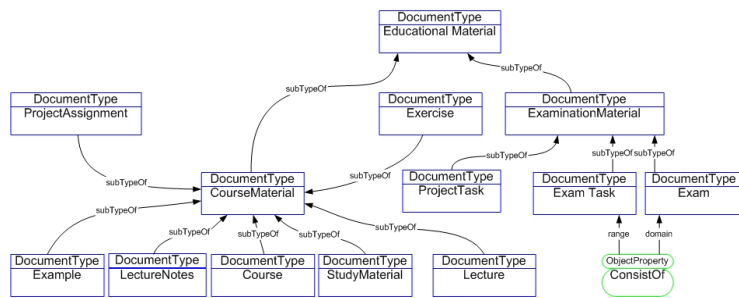 DocumentType
Educational Material
subTypeOf
subTypeOf
DocumentType
ProjectAssignment
DocumentType
Exercise
DocumentType
ExaminationMaterial
subTypeOf
subTypeOf
subTypeOf
subTypeOf
subTypeOf
subTypeOf
DocumentType
CourseMaterial
DocumentType
ProjectTask
DocumentType
Exam Task
DocumentType
Exam
subTypeOf
subTypeOf
subTypeOf
subTypeOf
subTypeOf
range
domain
DocumentType
Example
DocumentType
LectureNotes
DocumentType
Course
DocumentType
StudyMaterial
DocumentType
Lecture
ObjectProperty
ConsistOf